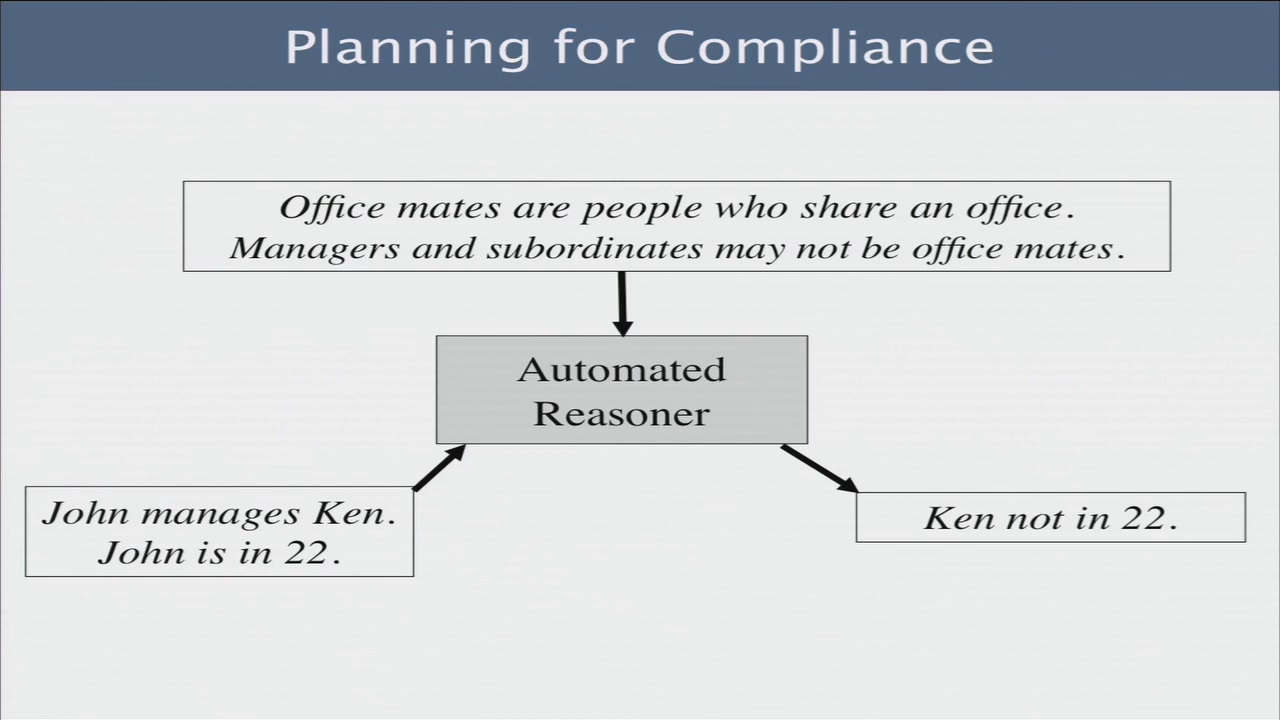 Planning for Compliance
Office mates are people who share an office.
Managers and subordinates may not be office mates.
Automated
Reasoner
John manages Ken.
John is in 22.
Ken not in 22.